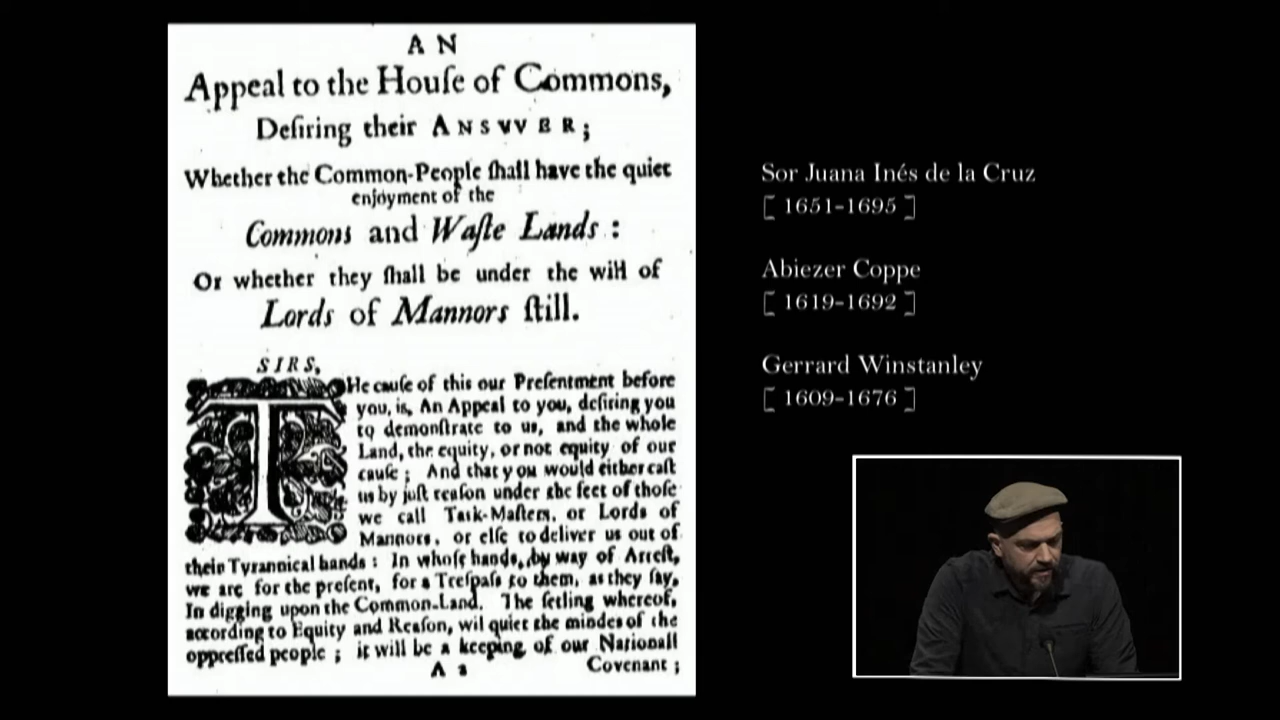 A N
Appeal to the Houſe of Commons,
Deſiring their ANSVVER;
Whether the Common-People ſhall have the quiet
enjoyment of the
Commons and Waſte Lands :
Or whether they ſhall be under the will of
Lords of Mannors ſtill.
SIRS,
THe cauſe of this our Preſentment before
you, is, An Appeal to you, deſiring you
to demonſtrate to us, and the whole
Land, the equity, or not equity of our
cauſe ; And that you would either caſt
us by juſt reaſon under the feet of thoſe
we call Task-Maſters, or Lords of
Mannors, or elſe to deliver us out of
their Tyrannical hands : In whoſe hands, by way of Arreſt,
we are for the preſent, for a Treſpaſs to them, as they ſay,
In digging upon the Common-Land. The ſetling whereof,
according to Equity and Reaſon, wil quiet the mindes of the
oppreſſed people ; it will be a keeping of our Nationall
A 2 Covenant ;
Sor Juana Inés de la Cruz
[ 1651-1695 ]
Abiezer Coppe
[ 1619-1692 ]
Gerrard Winstanley
[ 1609-1676 ]